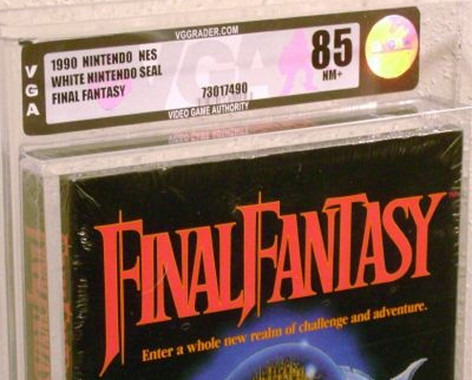 VGGRADER.COM
VGA
1990 NINTENDO NES
WHITE NINTENDO SEAL
FINAL FANTASY
73017490
85
NM+
VIDEO GAME AUTHORITY
FINAL FANTASY
Enter a whole new realm of challenge and adventure.